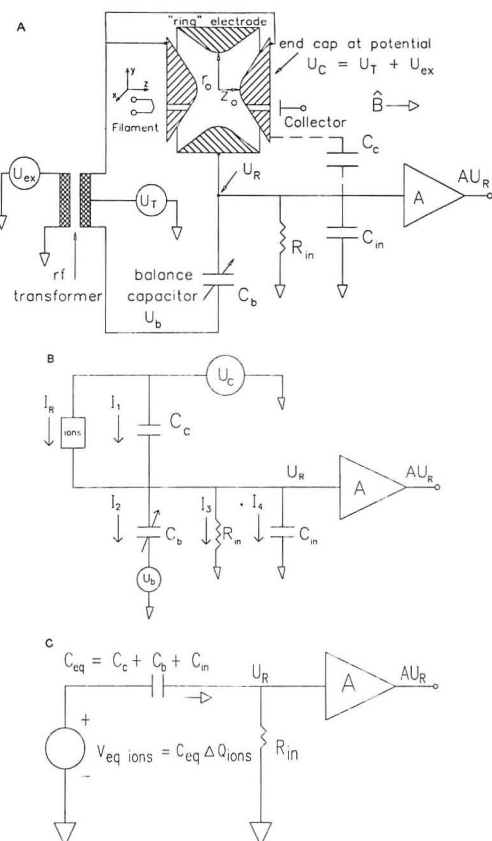 A
"ring" electrode
end cap at potential
U_C = U_T + U_ex
y
x
z
r_o
z_o
B̂
Filament
Collector
U_ex
U_T
U_R
C_c
A
AU_R
R_in
C_in
rf
transformer
balance
capacitor
C_b
U_b
B
U_C
I_R
ions
I_1
C_c
U_R
A
AU_R
I_2
C_b
I_3
R_in
I_4
C_in
U_b
C
C_eq = C_c + C_b + C_in
U_R
A
AU_R
+
V_eq ions = C_eq ΔQ_ions
-
R_in